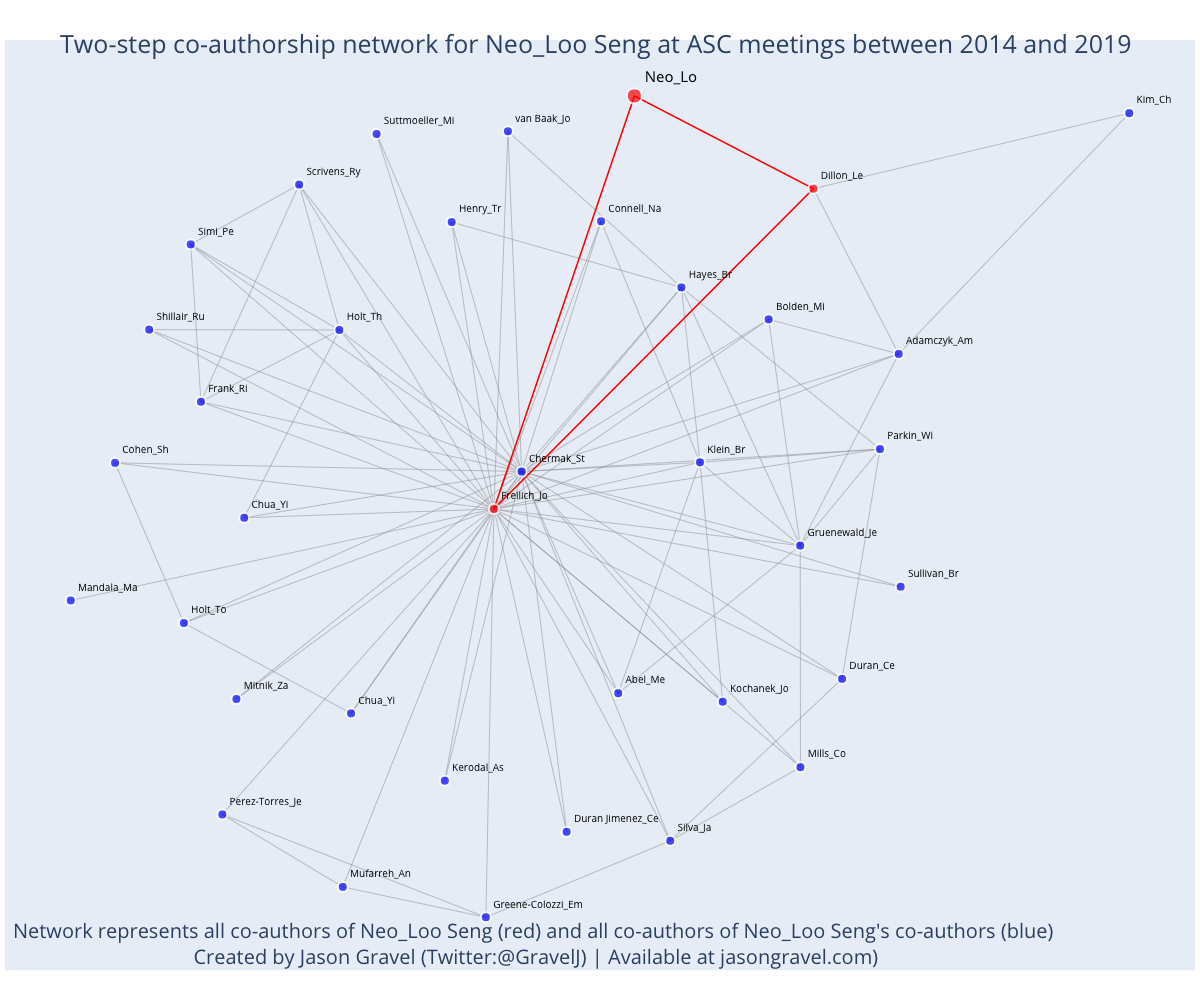 Two-step co-authorship network for Neo_Loo Seng at ASC meetings between 2014 and 2019
Neo_Lo
Kim_Ch
Suttmoeller_Mi
van Baak_Jo
Dillon_Le
Scrivens_Ry
Henry_Tr
Connell_Na
Simi_Pe
Hayes_Br
Bolden_Mi
Shillair_Ru
Holt_Th
Adamczyk_Am
Frank_Ri
Parkin_Wi
Cohen_Sh
Chermak_St
Klein_Br
Freilich_Jo
Chua_Yi
Gruenewald_Je
Sullivan_Br
Mandala_Ma
Holt_To
Duran_Ce
Abel_Me
Mitnik_Za
Kochanek_Jo
Chua_Yi
Mills_Co
Kerodal_As
Perez-Torres_Je
Duran Jimenez_Ce
Silva_Ja
Mufarreh_An
Greene-Colozzi_Em
Network represents all co-authors of Neo_Loo Seng (red) and all co-authors of Neo_Loo Seng's co-authors (blue)
Created by Jason Gravel (Twitter:@GravelJ) | Available at jasongravel.com)